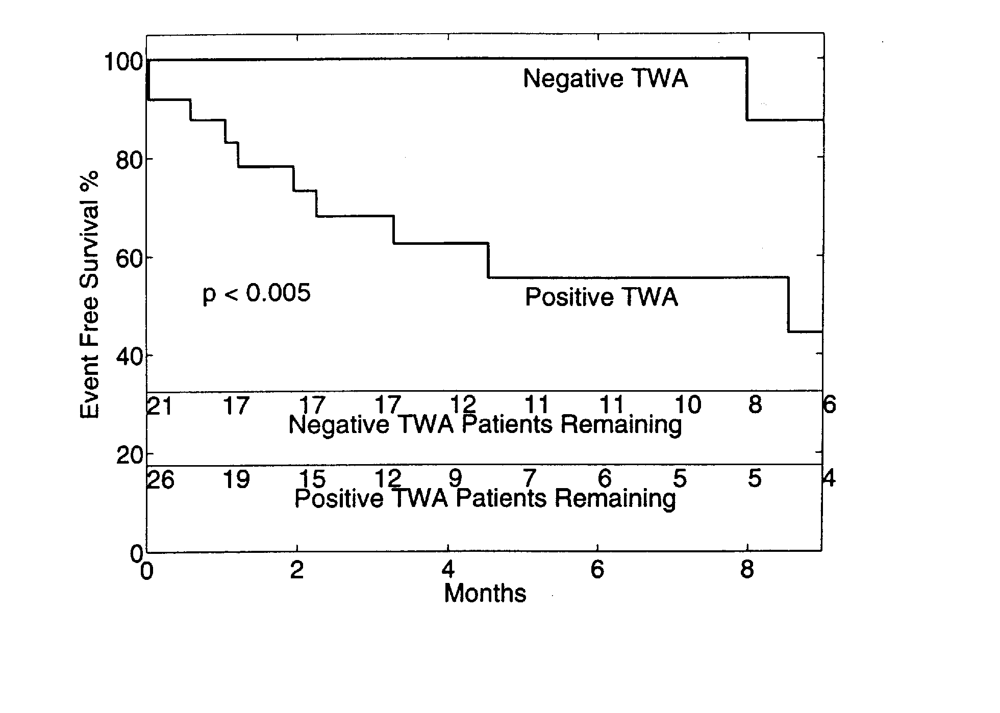 100
Negative TWA
80
Event Free Survival %
60
p < 0.005
Positive TWA
40
21 17 17 17 12 11 11 10 8 6
Negative TWA Patients Remaining
20
26 19 15 12 9 7 6 5 5 4
Positive TWA Patients Remaining
0
0 2 4 6 8
Months